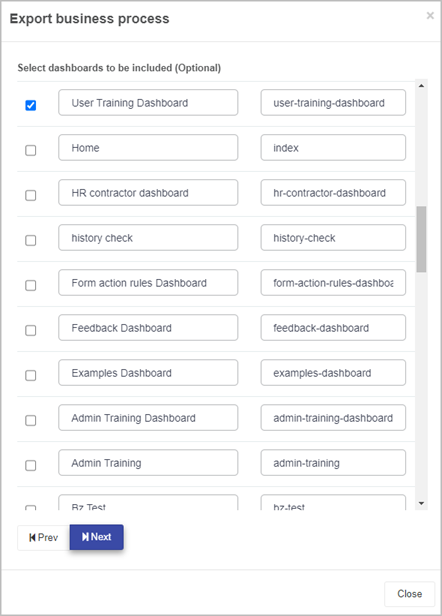 Export business process
×
Select dashboards to be included (Optional)
User Training Dashboard user-training-dashboard
Home index
HR contractor dashboard hr-contractor-dashboard
history check history-check
Form action rules Dashboard form-action-rules-dashboa
Feedback Dashboard feedback-dashboard
Examples Dashboard examples-dashboard
Admin Training Dashboard admin-training-dashboard
Admin Training admin-training
Bz Test bz-test
Prev Next
Close